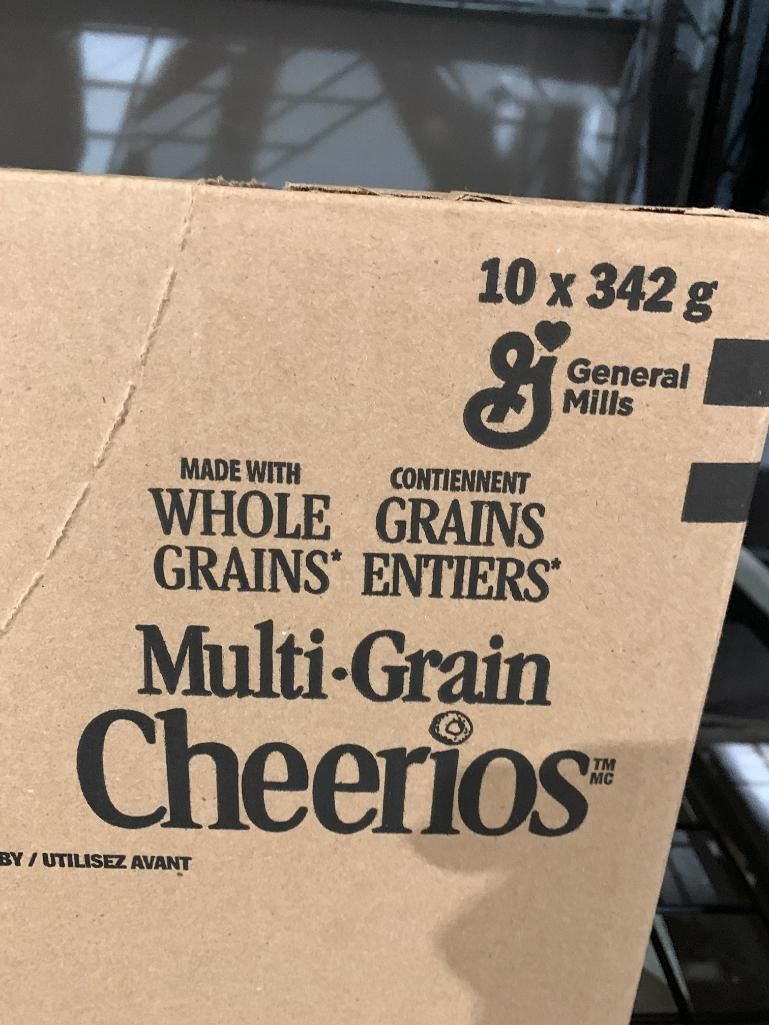 10 x 342 g
General
Mills
MADE WITH
WHOLE
GRAINS*
CONTIENNENT
GRAINS
ENTIERS*
Multi·Grain
Cheerios
TM
MC
BY / UTILISEZ AVANT